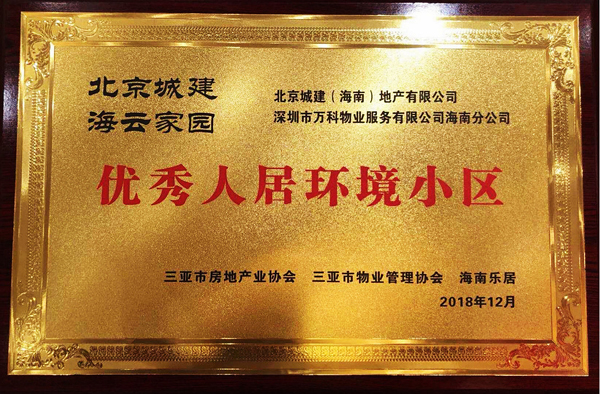 北京城建
海云家园
北京城建（海南）地产有限公司
深圳市万科物业服务有限公司海南分公司
优秀人居环境小区
三亚市房地产业协会 三亚市物业管理协会 海南乐居
2018年12月